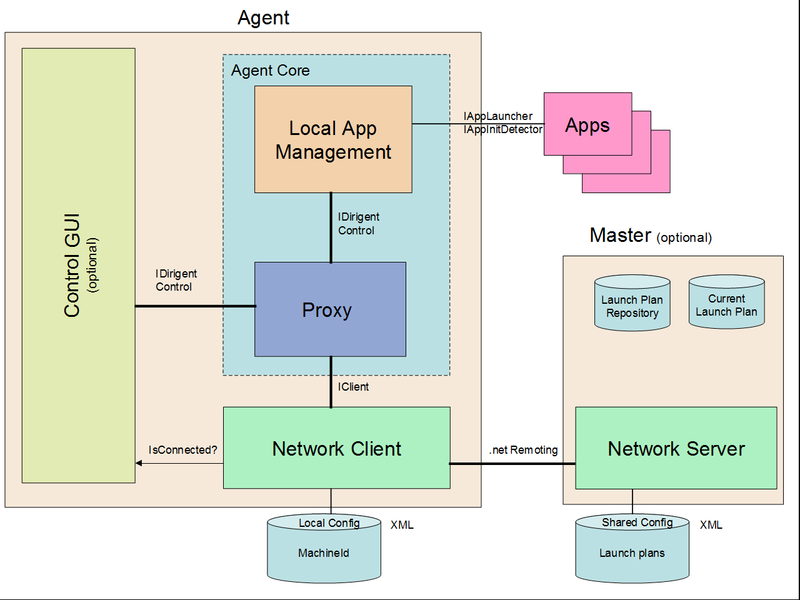 Agent
Agent Core
Local App
Management
IAppLauncher
IAppInitDetector
Apps
IDirigent
Control
Control GUI
(optional)
IDirigent
Control
Proxy
IClient
IsConnected?
Network Client
.net Remoting
Local Config
XML
MachineId
Master (optional)
Launch Plan
Repository
Current
Launch Plan
Network Server
Shared Config
XML
Launch plans